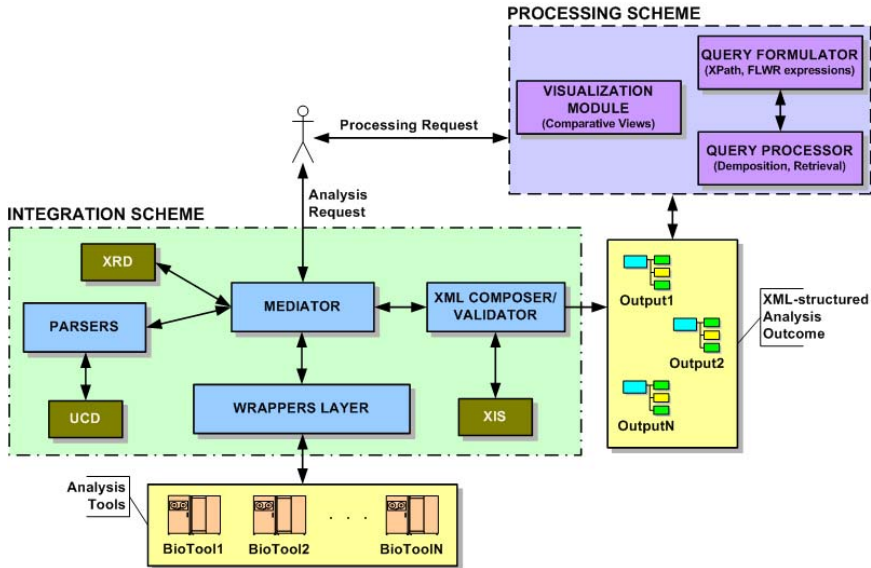 PROCESSING SCHEME
QUERY FORMULATOR
(XPath, FLWR expressions)
VISUALIZATION
MODULE
(Comparative Views)
QUERY PROCESSOR
(Demposition, Retrieval)
Processing Request
Analysis
Request
INTEGRATION SCHEME
XRD
MEDIATOR
XML COMPOSER/
VALIDATOR
PARSERS
WRAPPERS LAYER
UCD
XIS
Output1
Output2
OutputN
XML-structured
Analysis
Outcome
Analysis
Tools
BioTool1
BioTool2
. . .
BioToolN